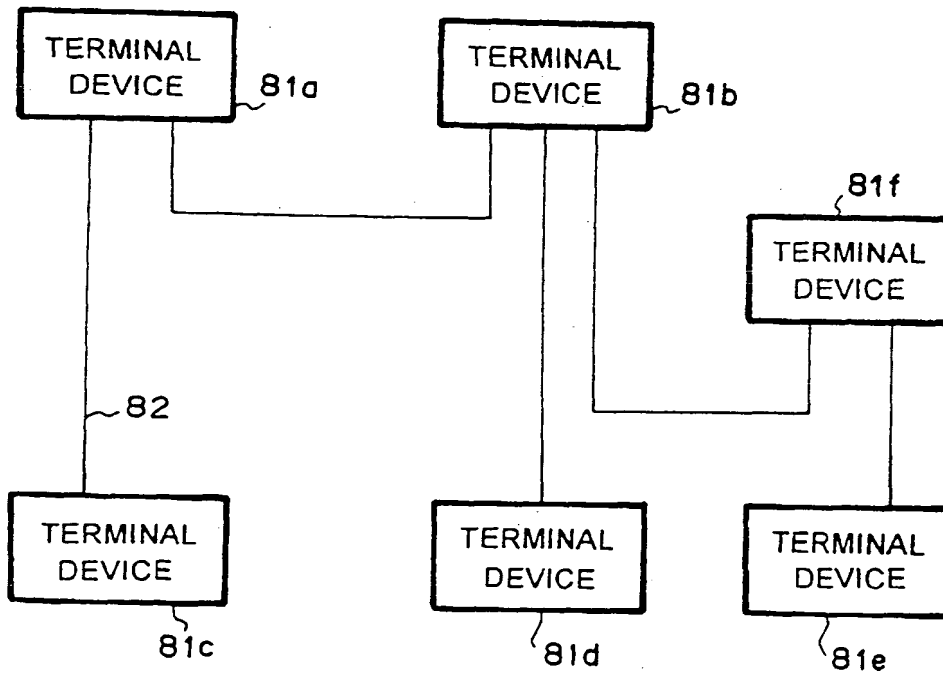 TERMINAL
DEVICE
81a
TERMINAL
DEVICE
81b
81f
TERMINAL
DEVICE
82
TERMINAL
DEVICE
81c
TERMINAL
DEVICE
81d
TERMINAL
DEVICE
81e